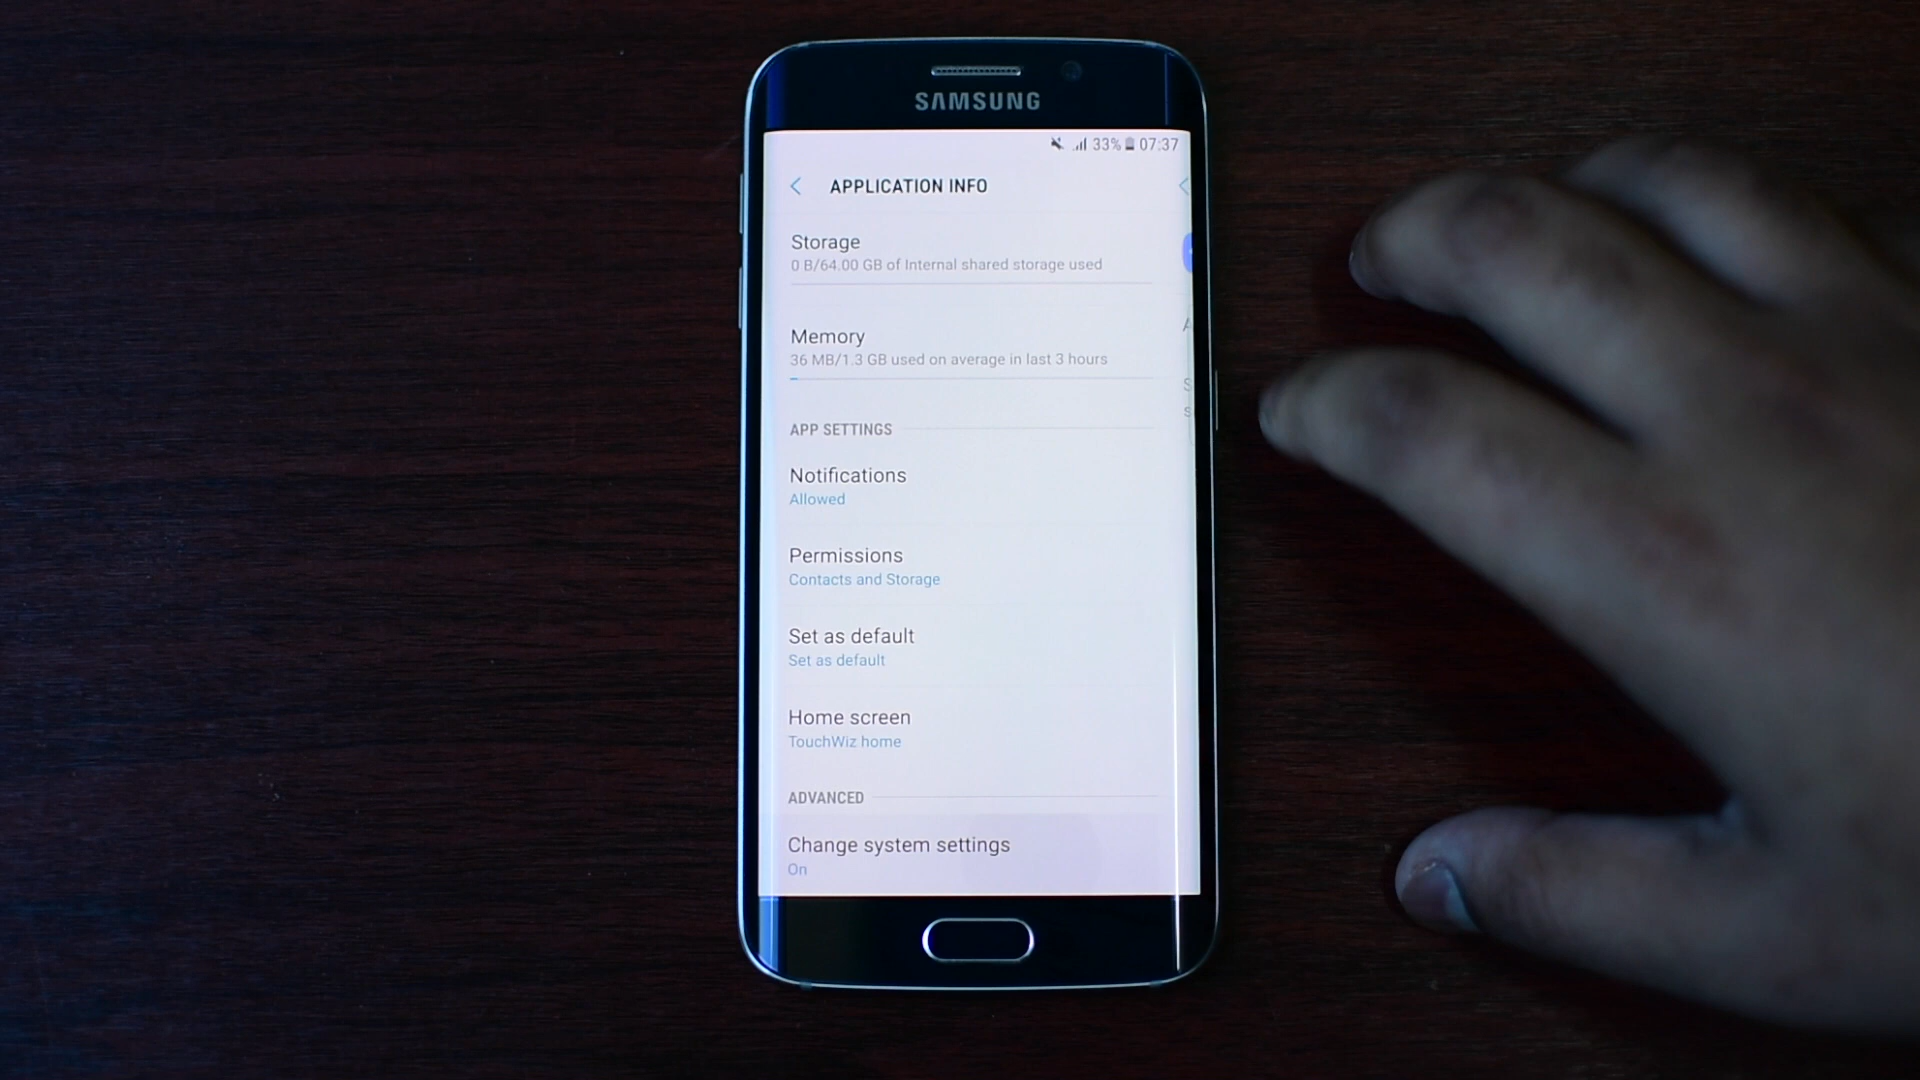 SAMSUNG
33% 07:37
APPLICATION INFO
Storage
0 B/64.00 GB of Internal shared storage used
Memory
36 MB/1.3 GB used on average in last 3 hours
APP SETTINGS
Notifications
Allowed
Permissions
Contacts and Storage
Set as default
Set as default
Home screen
TouchWiz home
ADVANCED
Change system settings
On